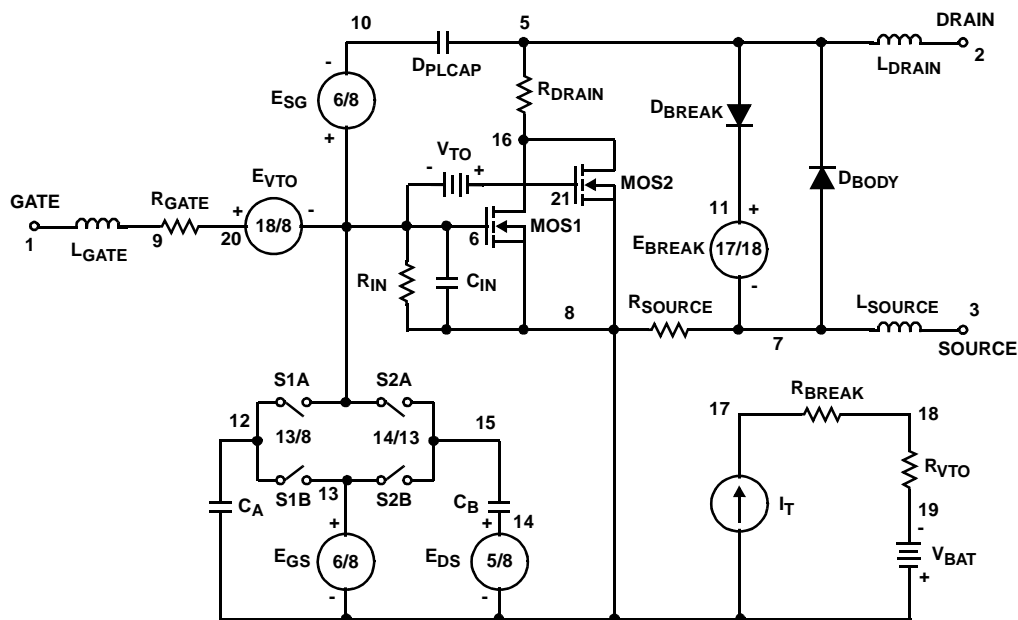 10
5
DRAIN
2
DPLCAP
LDRAIN
-
ESG
6/8
+
RDRAIN
DBREAK
16
VTO
- +
EVTO
MOS2
DBODY
GATE
RGATE
+
18/8
-
21
11
+
1
LGATE
9
20
6
MOS1
EBREAK
17/18
-
RIN
CIN
8
RSOURCE
7
LSOURCE
3
SOURCE
S1A
S2A
RBREAK
12
13/8
14/13
15
17
18
S1B
13
S2B
RVTO
CA
+
CB
+
14
IT
19
-
EGS
6/8
EDS
5/8
VBAT
+
-
-